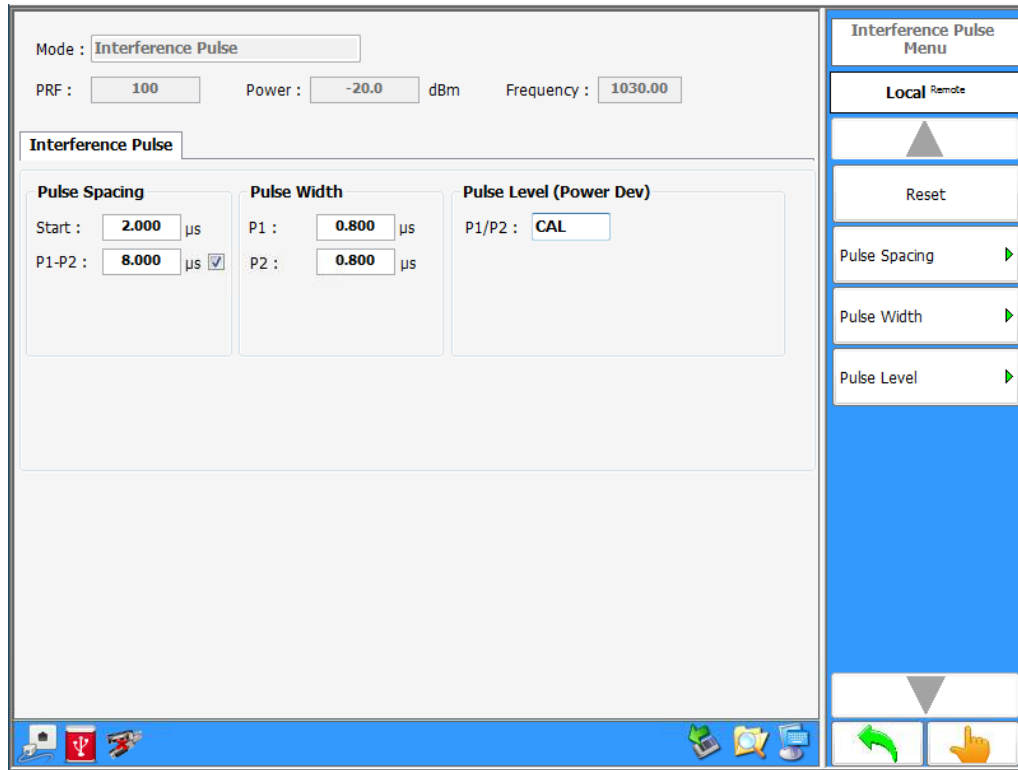 Mode : Interference Pulse
PRF : 100 Power : -20.0 dBm Frequency : 1030.00
Interference Pulse
Pulse Spacing Pulse Width Pulse Level (Power Dev)
Start : 2.000 µs P1 : 0.800 µs P1/P2 : CAL
P1-P2 : 8.000 µs P2 : 0.800 µs
Interference Pulse
Menu
Local Remote
Reset
Pulse Spacing
Pulse Width
Pulse Level